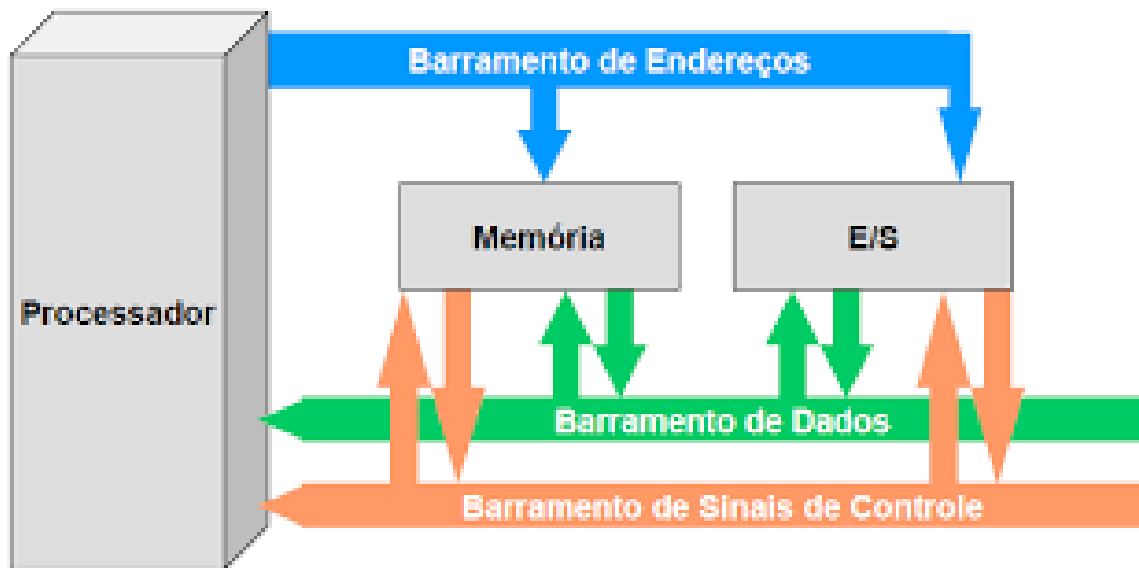 Barramento de Endereços
Memória
E/S
Processador
Barramento de Dados
Barramento de Sinais de Controle